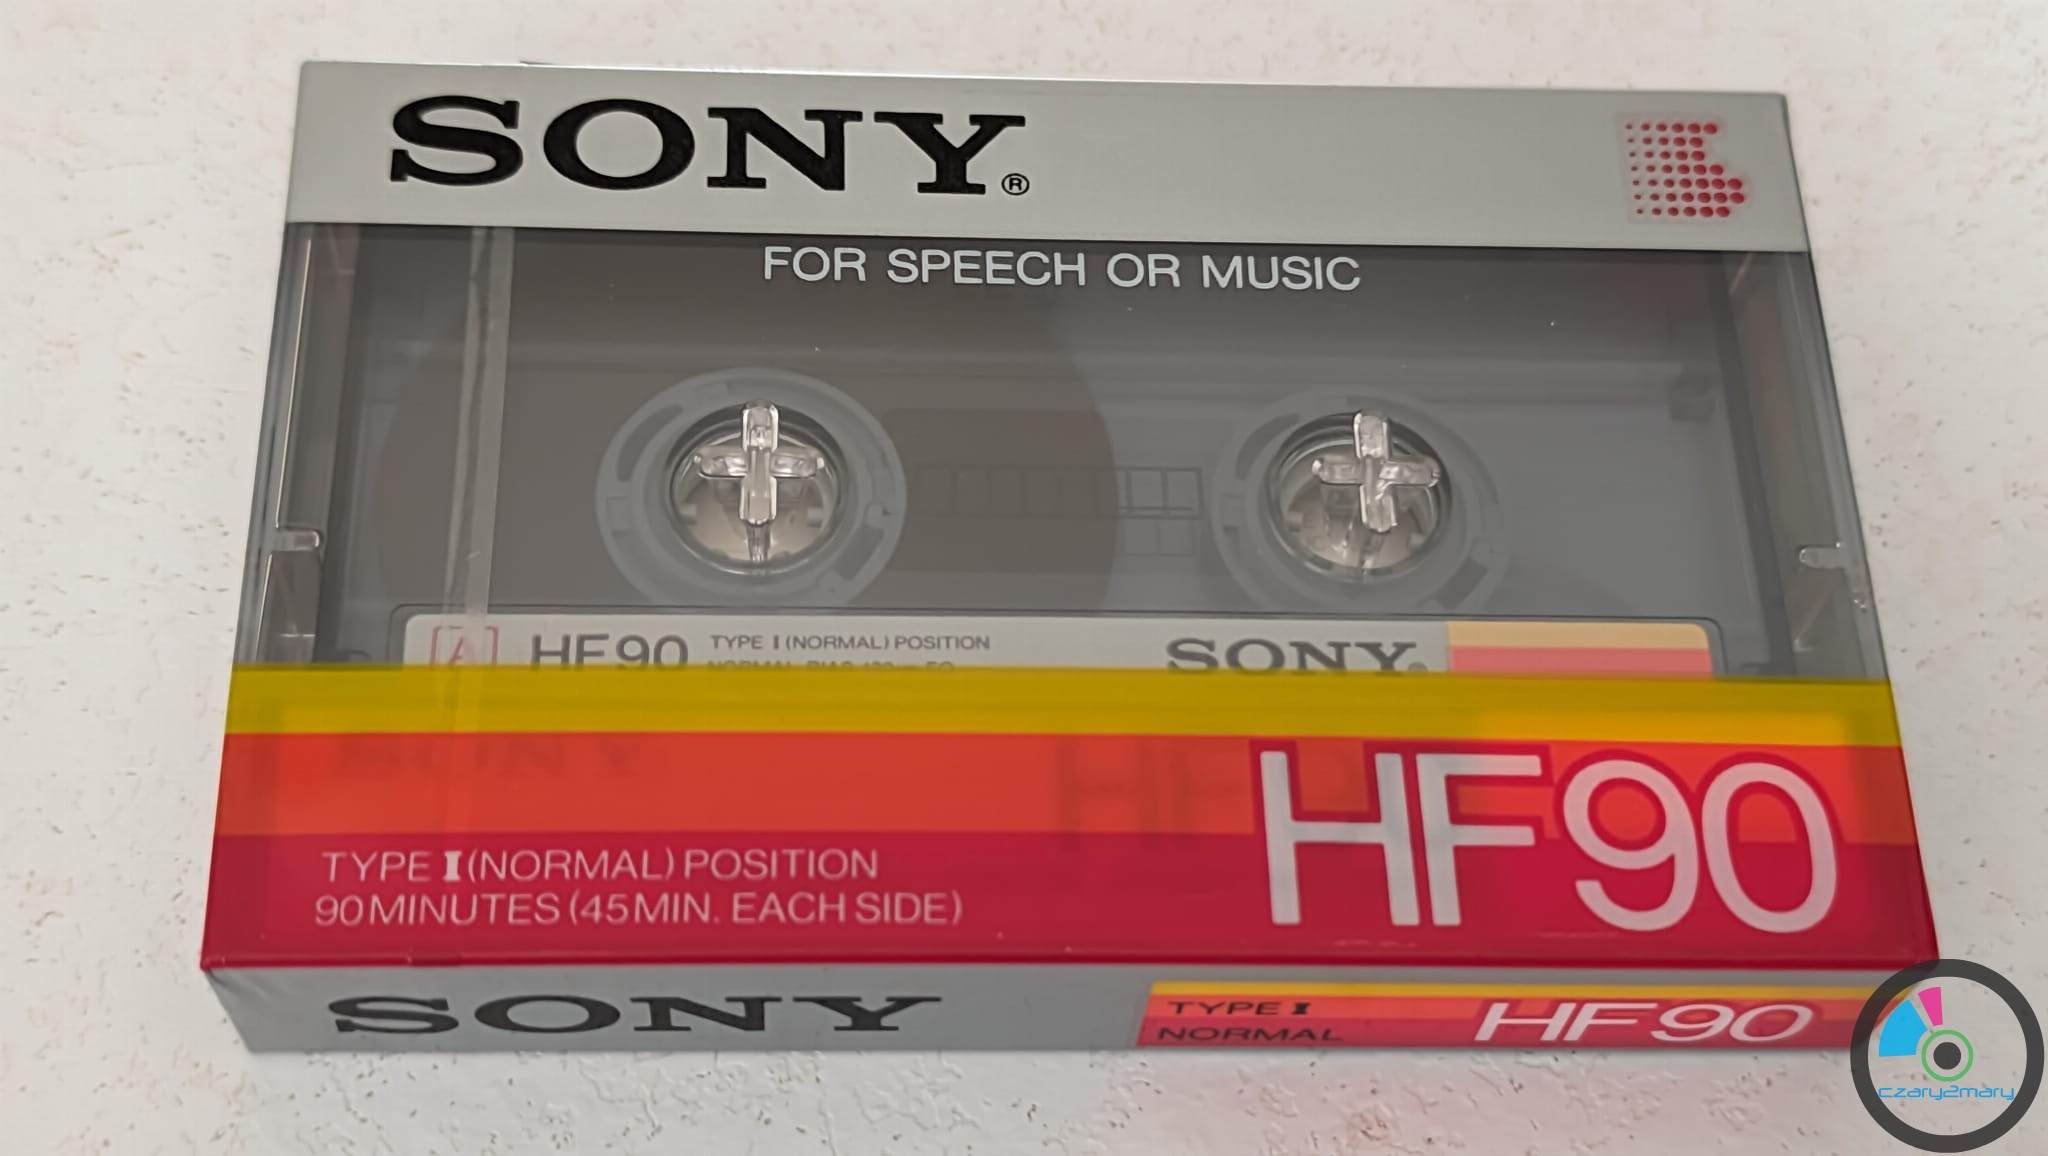 SONY®
FOR SPEECH OR MUSIC
A HF90 TYPE I (NORMAL) POSITION SONY®
HF90
TYPE I (NORMAL) POSITION
90 MINUTES (45 MIN. EACH SIDE)
SONY TYPE I HF90
NORMAL
czary2mary